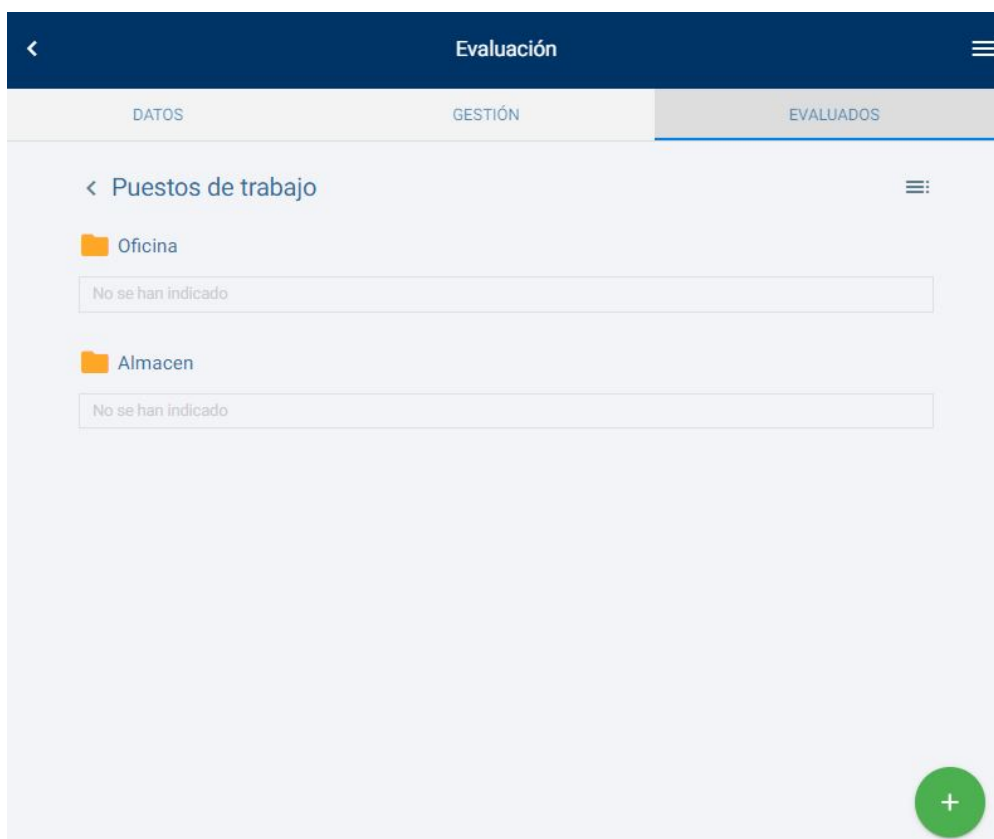 Evaluación
DATOS GESTIÓN EVALUADOS
Puestos de trabajo
Oficina
No se han indicado
Almacen
No se han indicado